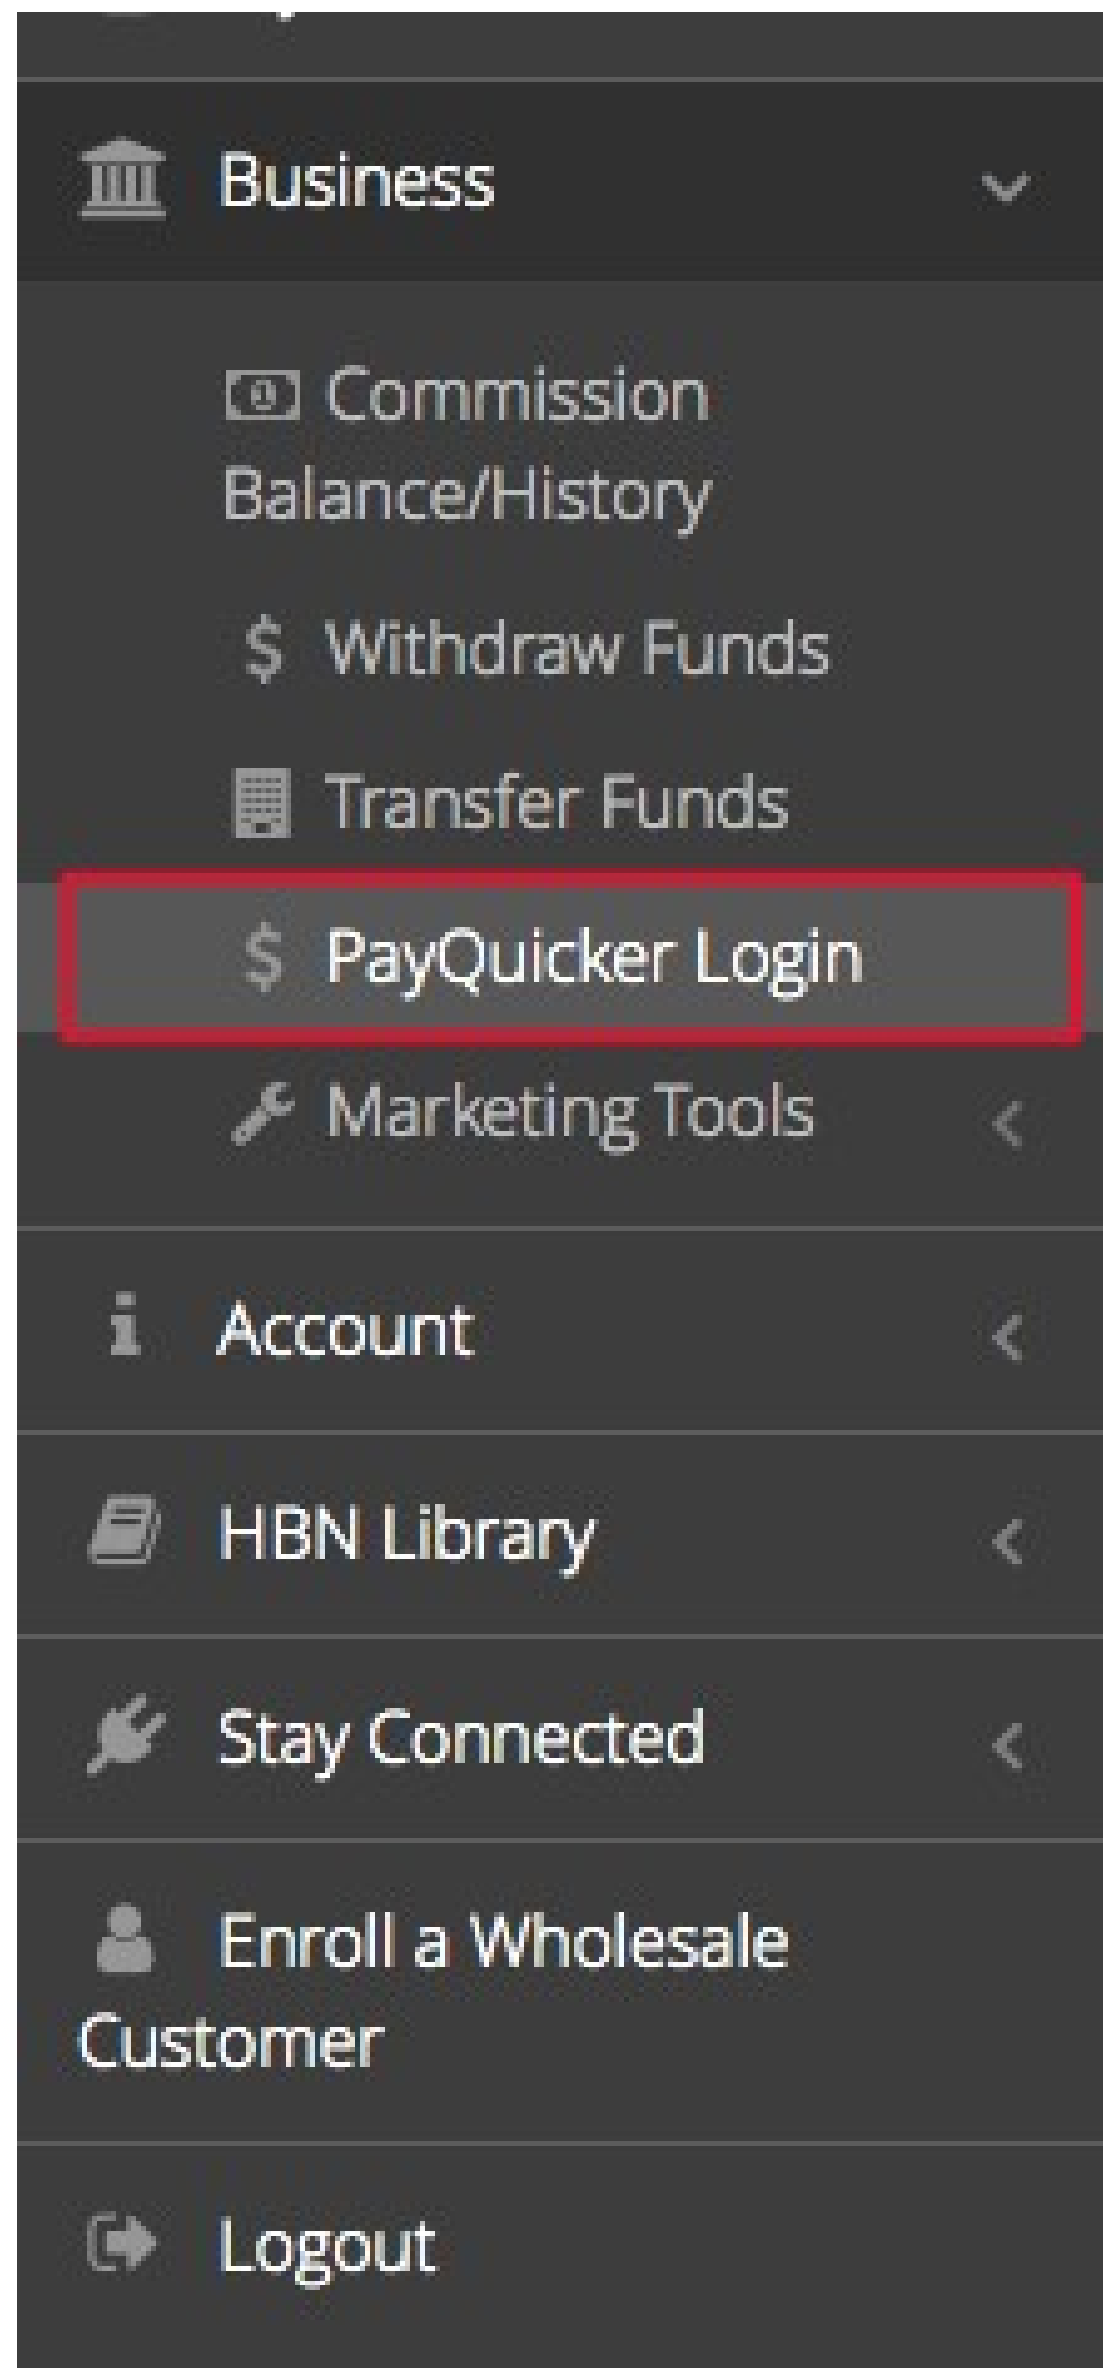 Business
Commission
Balance/History
$ Withdraw Funds
Transfer Funds
$ PayQuicker Login
Marketing Tools
Account
HBN Library
Stay Connected
Enroll a Wholesale
Customer
Logout